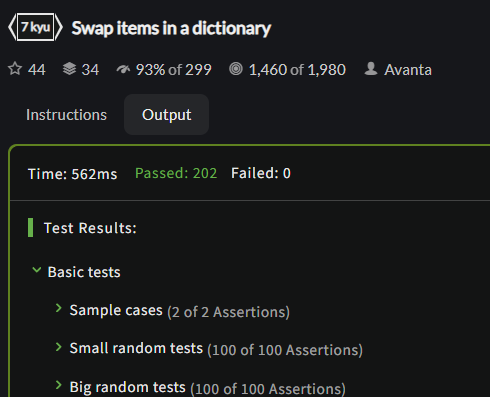 7 kyu Swap items in a dictionary
44 34 93% of 299 1,460 of 1,980 Avanta
Instructions Output
Time: 562ms Passed: 202 Failed: 0
Test Results:
Basic tests
Sample cases (2 of 2 Assertions)
Small random tests (100 of 100 Assertions)
Big random tests (100 of 100 Assertions)